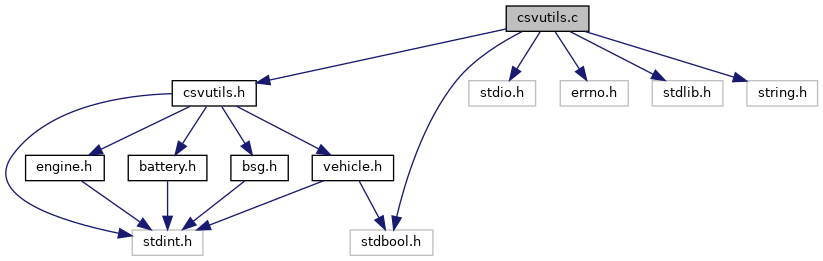 csvutils.c
csvutils.h
stdio.h
errno.h
stdlib.h
string.h
engine.h
battery.h
bsg.h
vehicle.h
stdint.h
stdbool.h